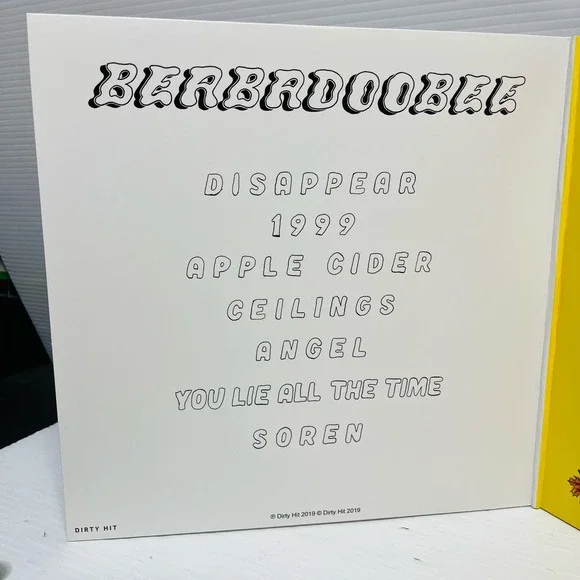 BEABADOOBEE
DISAPPEAR
1999
APPLE CIDER
CEILINGS
ANGEL
YOU LIE ALL THE TIME
SOREN
℗ Dirty Hit 2019 © Dirty Hit 2019
DIRTY HIT